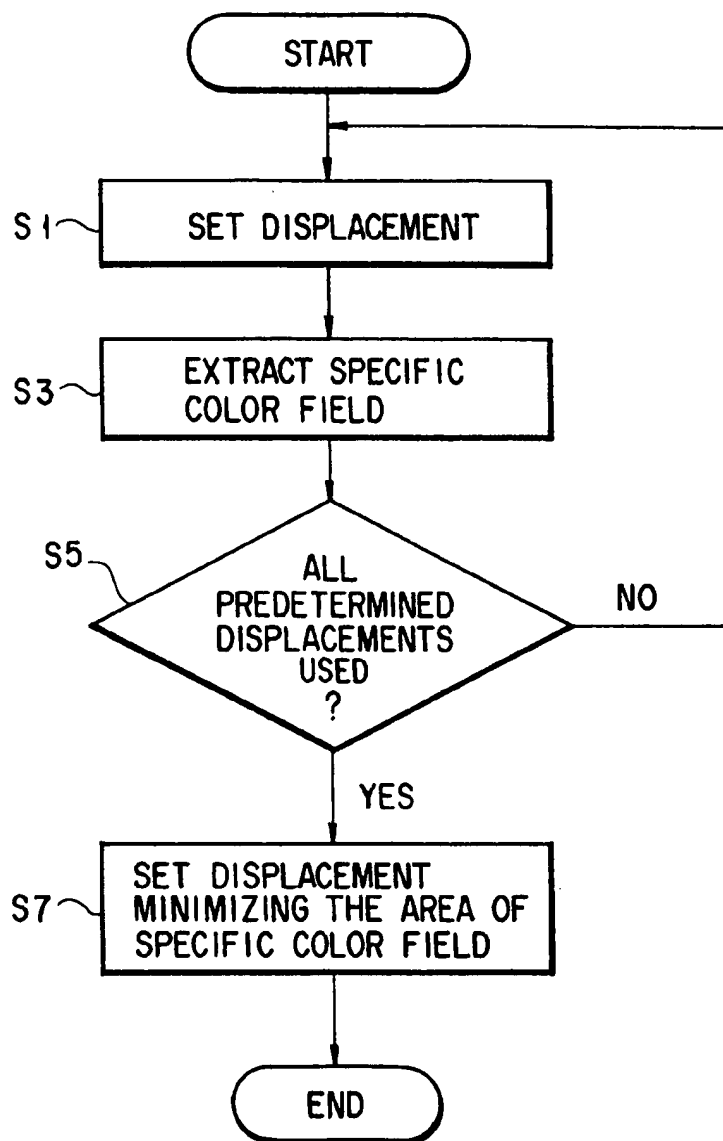 START
S1
SET DISPLACEMENT
S3
EXTRACT SPECIFIC
COLOR FIELD
S5
ALL
PREDETERMINED
DISPLACEMENTS
USED
?
NO
YES
S7
SET DISPLACEMENT
MINIMIZING THE AREA OF
SPECIFIC COLOR FIELD
END